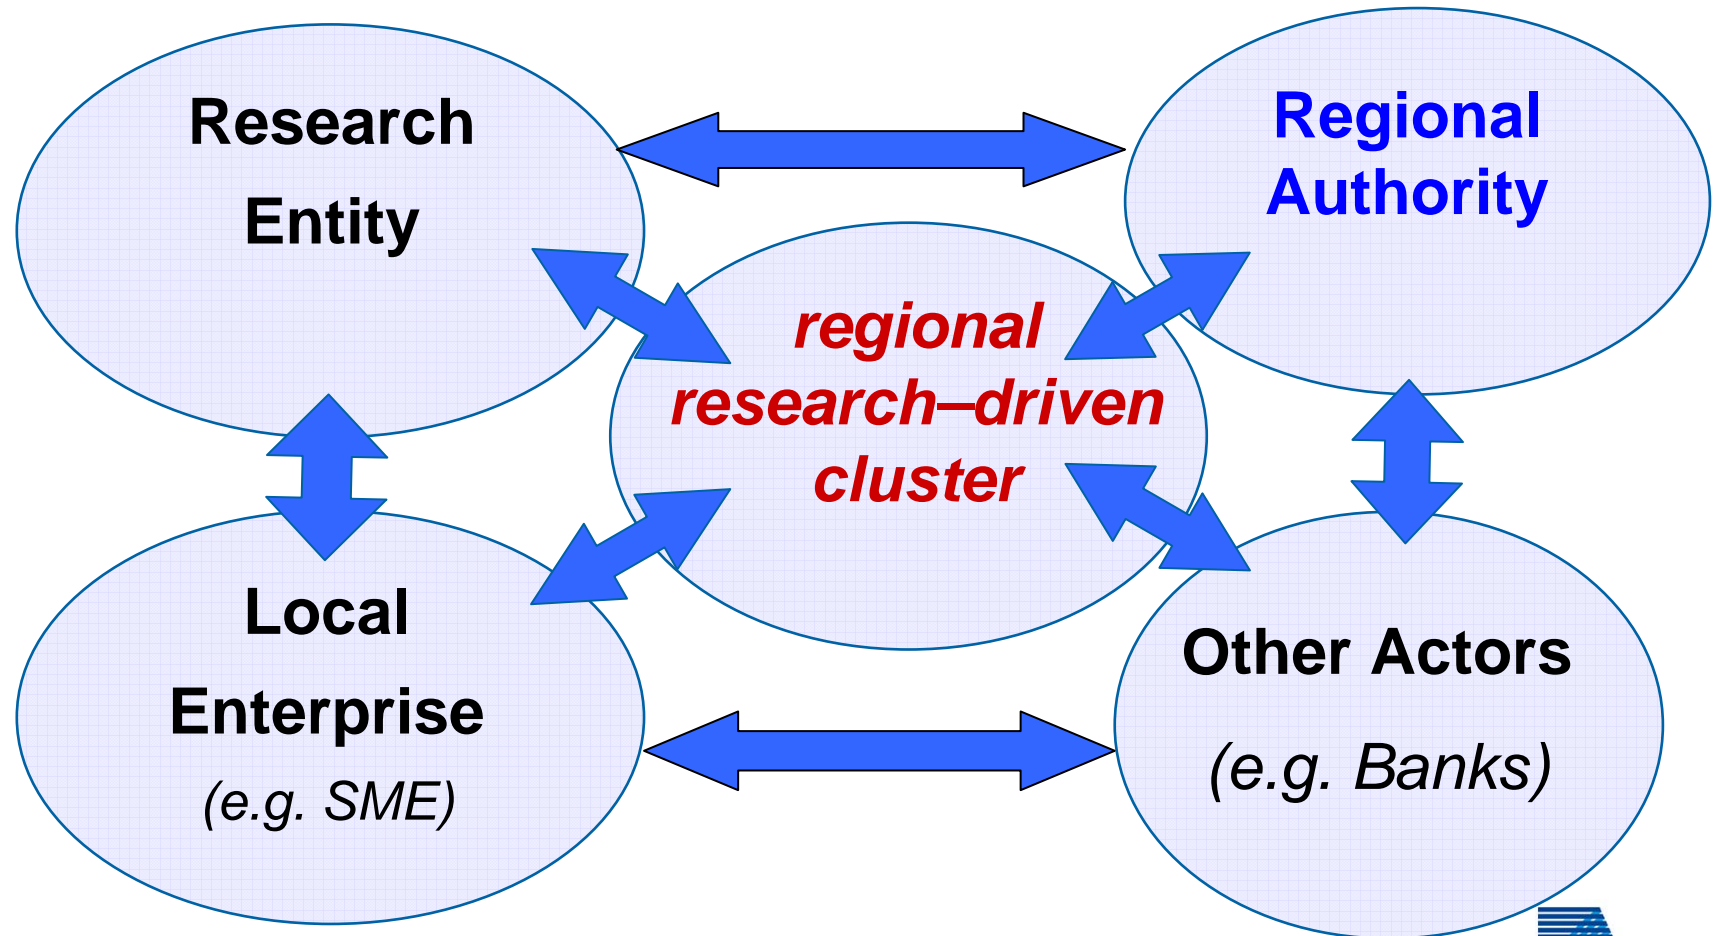 Research
Entity
Regional
Authority
regional
research–driven
cluster
Local
Enterprise
(e.g. SME)
Other Actors
(e.g. Banks)